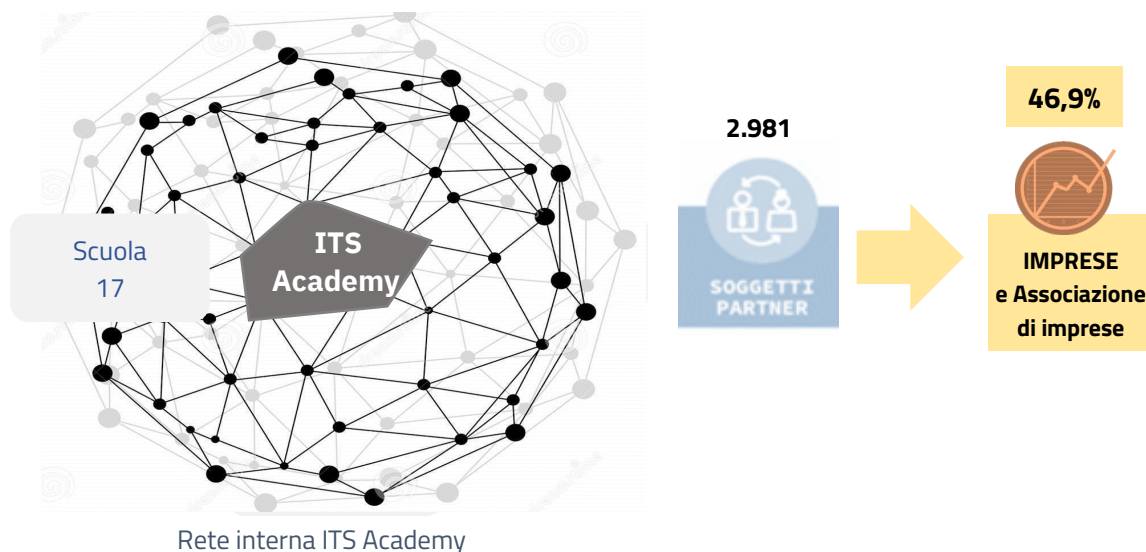 Scuola
17
ITS
Academy
Rete interna ITS Academy
2.981
SOGGETTI
PARTNER
46,9%
IMPRESE
e Associazione
di imprese